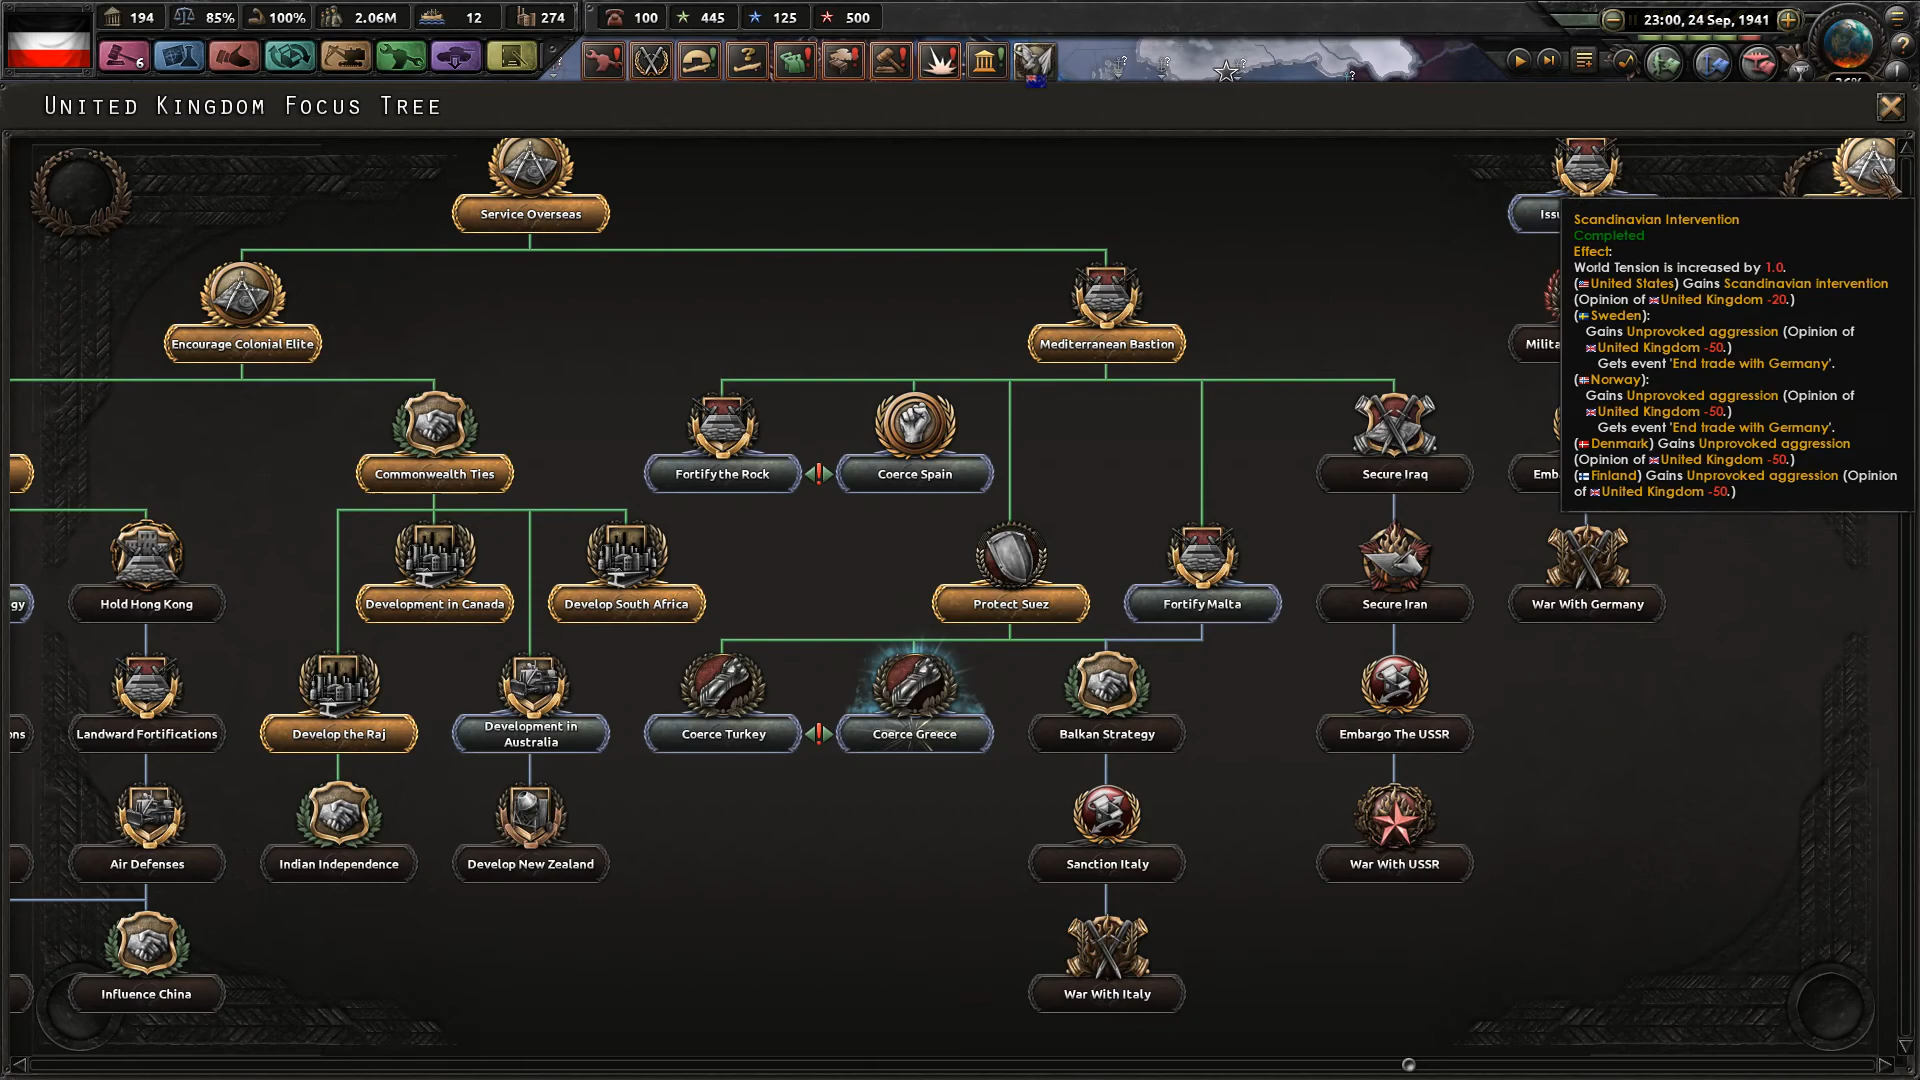 194
85%
100%
2.06M
12
274
100
445
125
500
23:00, 24 Sep, 1941
6
United Kingdom Focus Tree
Service Overseas
Scandinavian Intervention
Completed
Effect:
World Tension is increased by 1.0.
(United States) Gains Scandinavian intervention
(Opinion of United Kingdom -20.)
(Sweden):
Gains Unprovoked aggression (Opinion of
United Kingdom -50.)
Gets event 'End trade with Germany'.
(Norway):
Gains Unprovoked aggression (Opinion of
United Kingdom -50.)
Gets event 'End trade with Germany'.
(Denmark) Gains Unprovoked aggression
(Opinion of United Kingdom -50.)
(Finland) Gains Unprovoked aggression (Opinion
of United Kingdom -50.)
Encourage Colonial Elite
Mediterranean Bastion
Milita
Commonwealth Ties
Fortify the Rock
Coerce Spain
Secure Iraq
Emb
gy
Hold Hong Kong
Development in Canada
Develop South Africa
Protect Suez
Fortify Malta
Secure Iran
War With Germany
ons
Landward Fortifications
Develop the Raj
Development in
Australia
Coerce Turkey
Coerce Greece
Balkan Strategy
Embargo The USSR
Air Defenses
Indian Independence
Develop New Zealand
Sanction Italy
War With USSR
Influence China
War With Italy